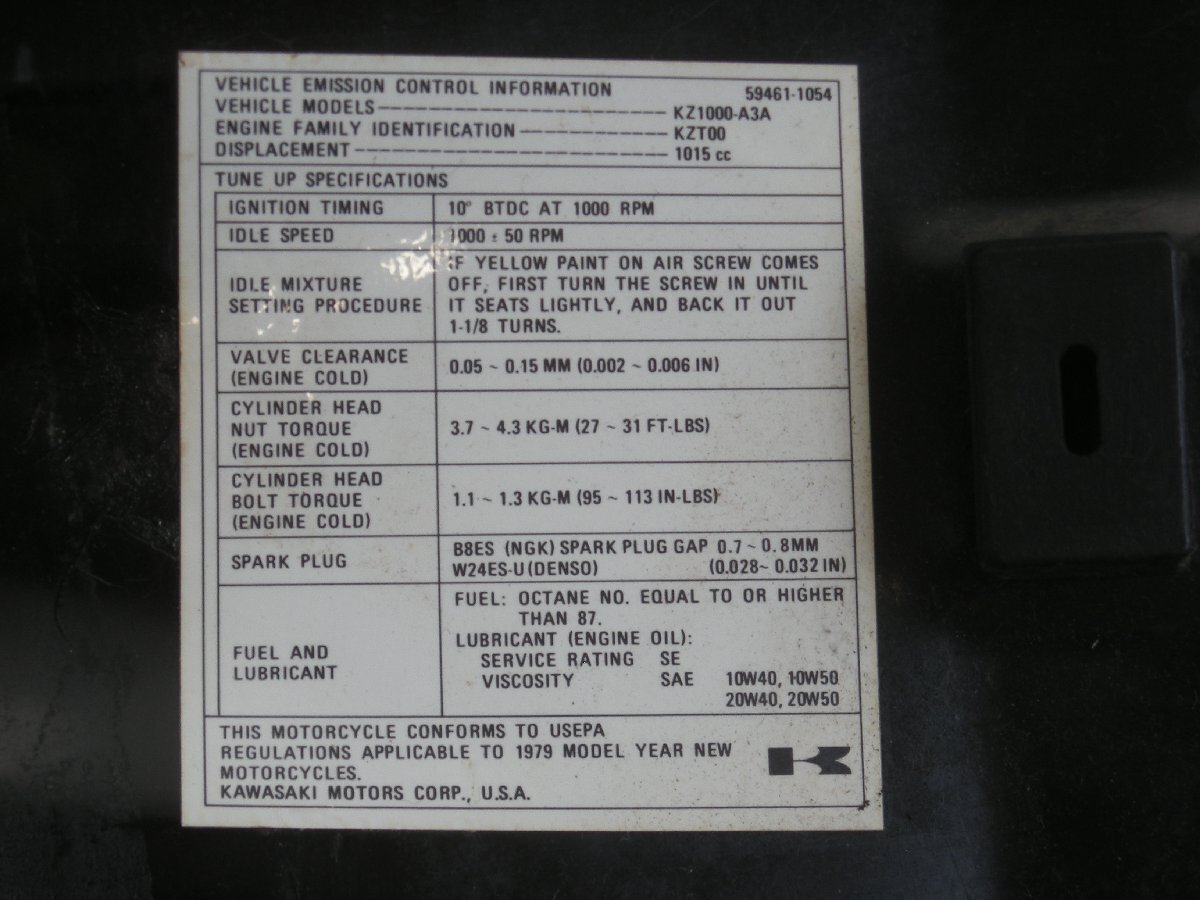 VEHICLE EMISSION CONTROL INFORMATION 59461-1054
VEHICLE MODELS KZ1000-A3A
ENGINE FAMILY IDENTIFICATION KZT00
DISPLACEMENT 1015 cc
TUNE UP SPECIFICATIONS
IGNITION TIMING 10° BTDC AT 1000 RPM
IDLE SPEED 1000 ± 50 RPM
IDLE MIXTURE
SETTING PROCEDURE
IF YELLOW PAINT ON AIR SCREW COMES
OFF, FIRST TURN THE SCREW IN UNTIL
IT SEATS LIGHTLY, AND BACK IT OUT
1-1/8 TURNS.
VALVE CLEARANCE
(ENGINE COLD)
0.05 ~ 0.15 MM (0.002 ~ 0.006 IN)
CYLINDER HEAD
NUT TORQUE
(ENGINE COLD)
3.7 ~ 4.3 KG-M (27 ~ 31 FT-LBS)
CYLINDER HEAD
BOLT TORQUE
(ENGINE COLD)
1.1 ~ 1.3 KG-M (95 ~ 113 IN-LBS)
SPARK PLUG
B8ES (NGK) SPARK PLUG GAP 0.7 ~ 0.8MM
W24ES-U (DENSO) (0.028~ 0.032 IN)
FUEL AND
LUBRICANT
FUEL: OCTANE NO. EQUAL TO OR HIGHER
THAN 87.
LUBRICANT (ENGINE OIL):
SERVICE RATING SE
VISCOSITY SAE 10W40, 10W50
20W40, 20W50
THIS MOTORCYCLE CONFORMS TO USEPA
REGULATIONS APPLICABLE TO 1979 MODEL YEAR NEW
MOTORCYCLES.
KAWASAKI MOTORS CORP., U.S.A.